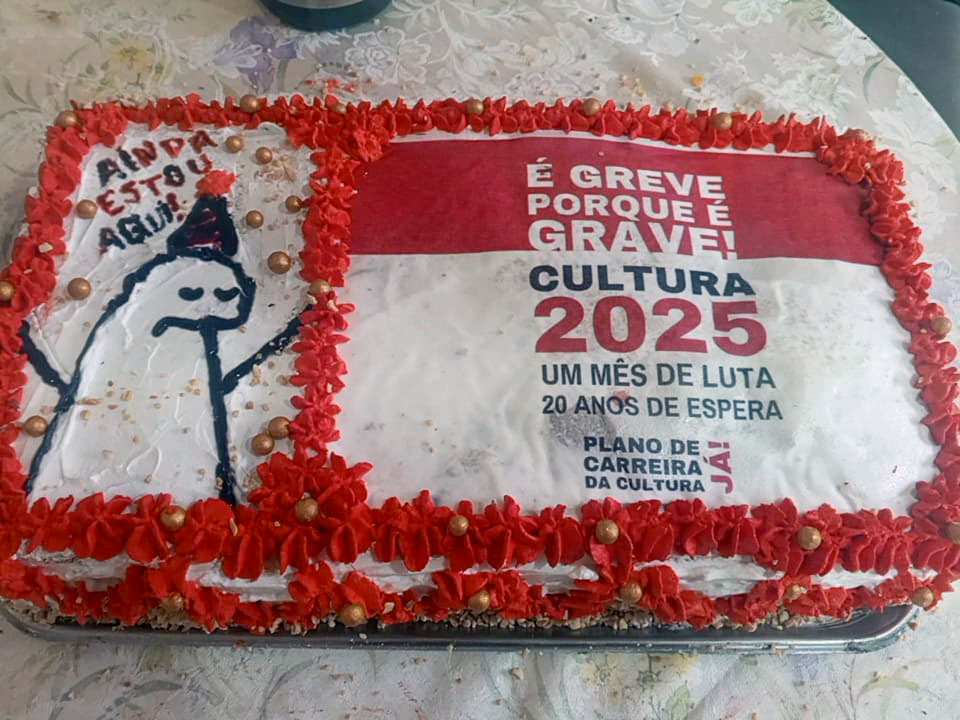 AINDA
ESTOU
AQUI!
É GREVE
PORQUE É
GRAVE!
CULTURA
2025
UM MÊS DE LUTA
20 ANOS DE ESPERA
PLANO DE
CARREIRA
DA CULTURA
JÁ!